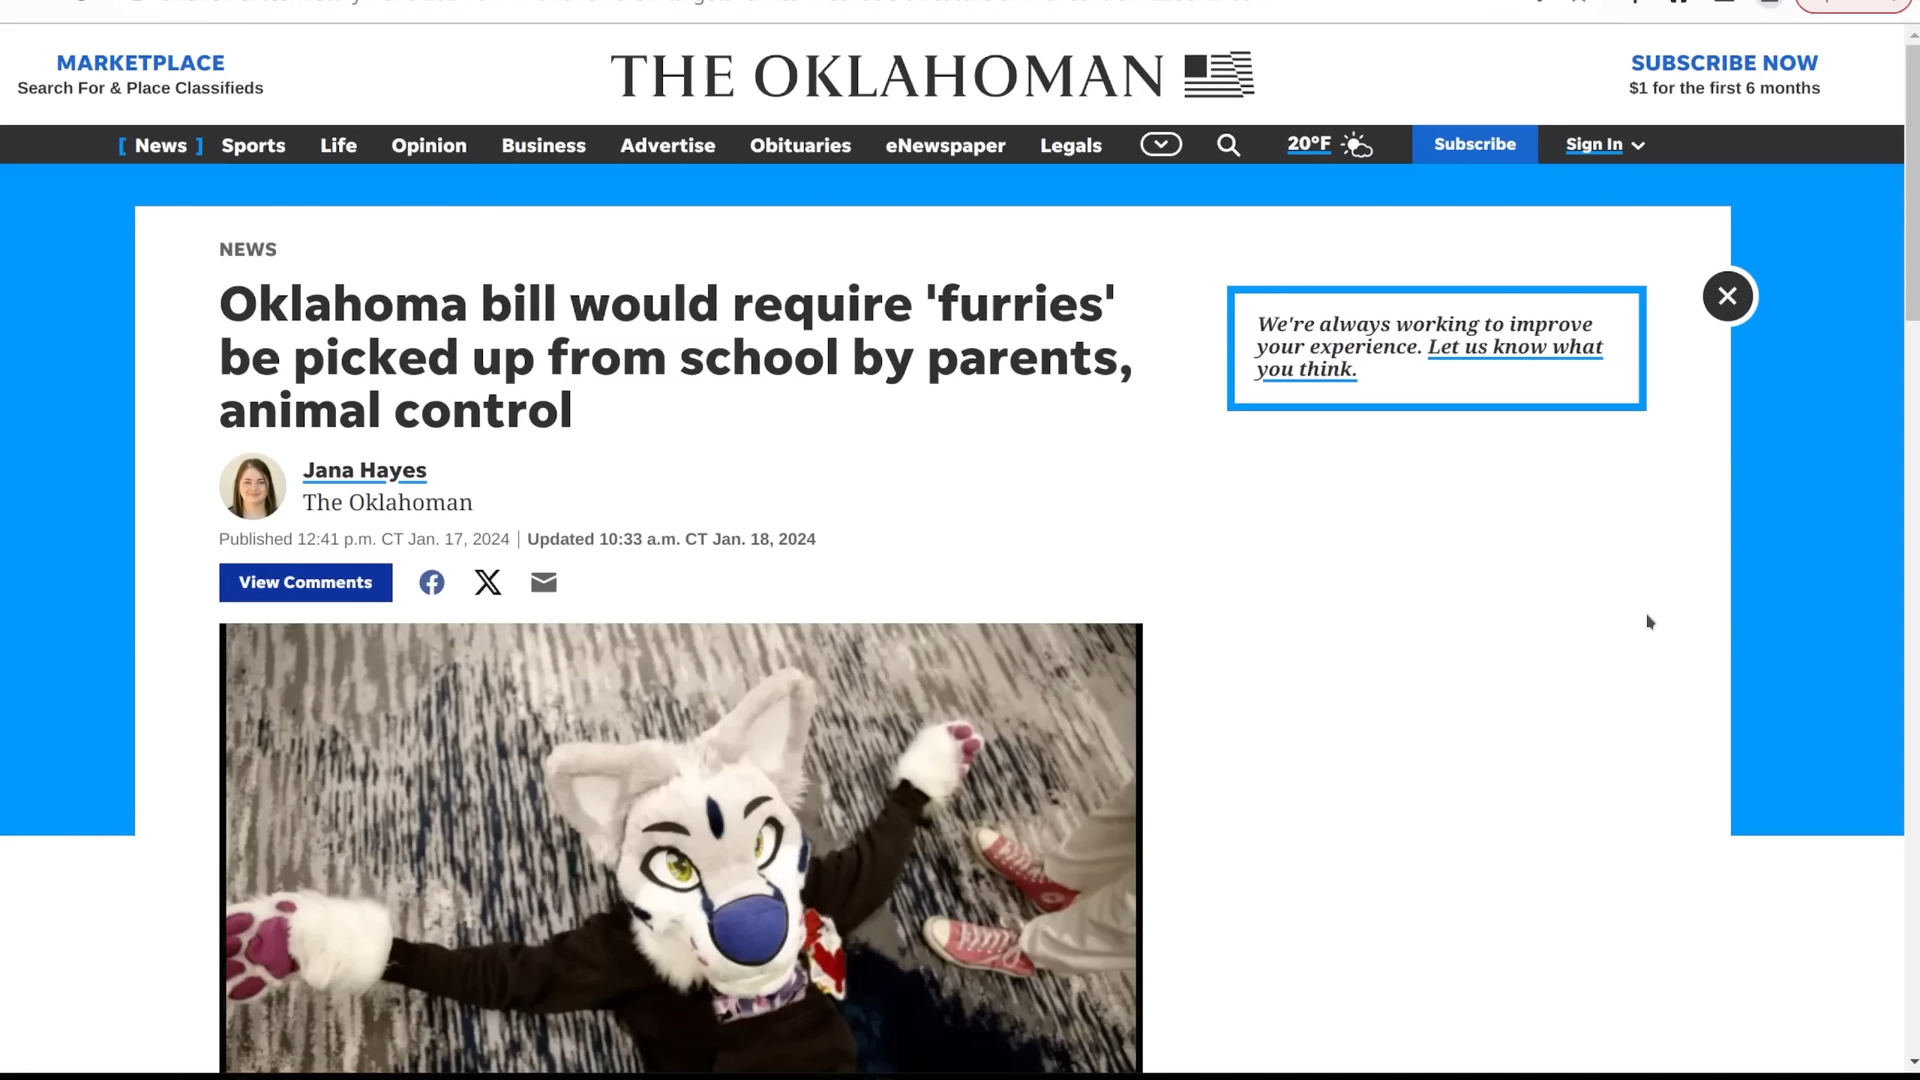 MARKETPLACE
Search For & Place Classifieds
THE OKLAHOMAN
SUBSCRIBE NOW
$1 for the first 6 months
[ News ] Sports Life Opinion Business Advertise Obituaries eNewspaper Legals 20°F Subscribe Sign In
NEWS
Oklahoma bill would require 'furries'
be picked up from school by parents,
animal control
We're always working to improve
your experience. Let us know what
you think.
Jana Hayes
The Oklahoman
Published 12:41 p.m. CT Jan. 17, 2024 | Updated 10:33 a.m. CT Jan. 18, 2024
View Comments